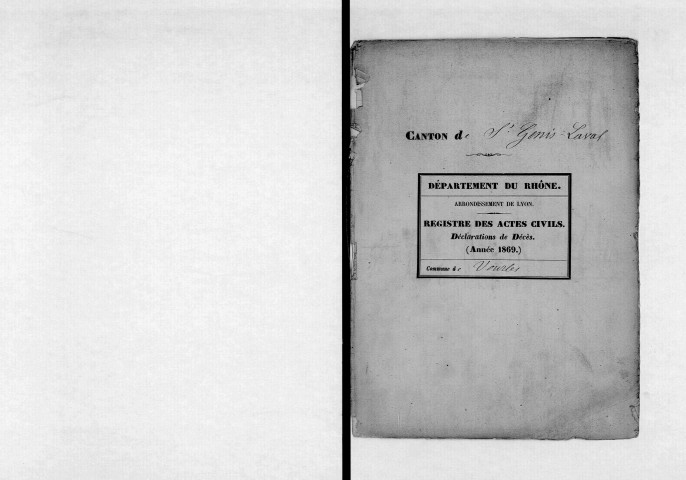 CANTON de St Genis-Laval
DÉPARTEMENT DU RHÔNE.
ARRONDISSEMENT DE LYON.
REGISTRE DES ACTES CIVILS.
Déclarations de Décès.
(Année 1869.)
Commune de Vourles